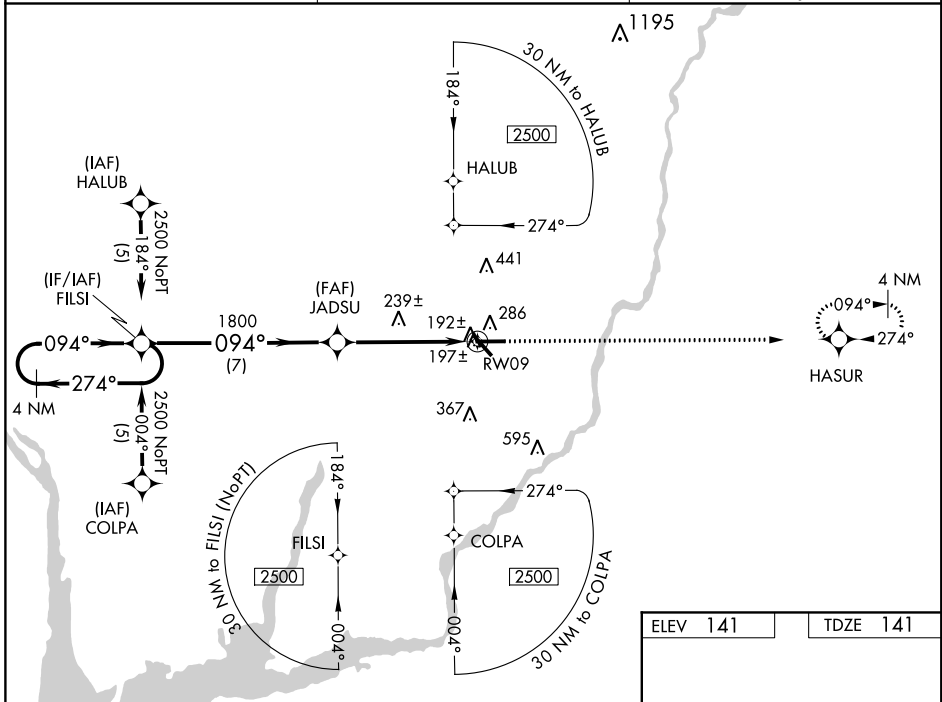 1195
30 NM to HALUB
184°
2500
HALUB
274°
(IAF)
HALUB
2500 NoPT
184°
(5)
441
4 NM
094°
274°
HASUR
(IF/IAF)
FILSI
(FAF)
JADSU
239±
286
192±
197±
RW09
1800
094°
(7)
094°
274°
4 NM
2500 NoPT
004°
(5)
(IAF)
COLPA
367
595
30 NM to FILSI (NoPT)
184°
FILSI
2500
004°
274°
COLPA
2500
004°
30 NM to COLPA
ELEV 141
TDZE 141